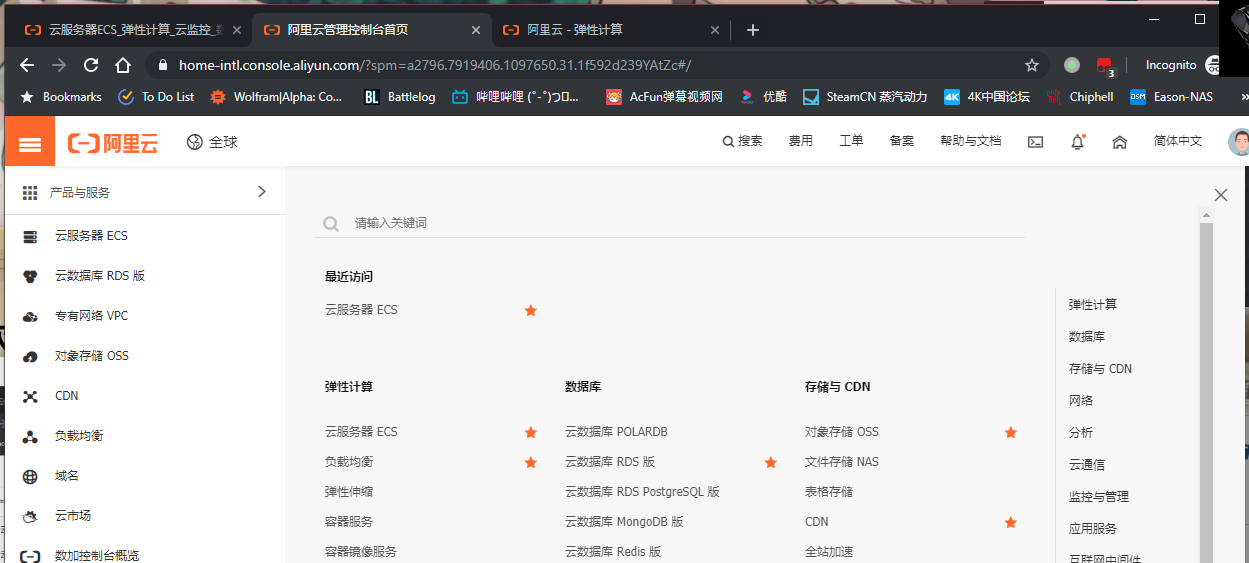 云服务器ECS_弹性计算_云监控_
阿里云管理控制台首页
阿里云 - 弹性计算
home-intl.console.aliyun.com/?spm=a2796.7919406.1097650.31.1f592d239YAtZc#/
3
Incognito
Bookmarks
To Do List
Wolfram|Alpha: Co...
BL Battlelog
哔哩哔哩 (゜-゜)つロ...
AcFun弹幕视频网
优酷
SteamCN 蒸汽动力
4K 4K中国论坛
Chiphell
DSM Eason-NAS
»
阿里云
全球
搜索
费用
工单
备案
帮助与文档
简体中文
产品与服务
云服务器 ECS
云数据库 RDS 版
专有网络 VPC
对象存储 OSS
CDN
负载均衡
域名
云市场
数加控制台概览
请输入关键词
最近访问
云服务器 ECS
弹性计算
云服务器 ECS
负载均衡
弹性伸缩
容器服务
容器镜像服务
数据库
云数据库 POLARDB
云数据库 RDS 版
云数据库 RDS PostgreSQL 版
云数据库 MongoDB 版
云数据库 Redis 版
存储与 CDN
对象存储 OSS
文件存储 NAS
表格存储
CDN
全站加速
弹性计算
数据库
存储与 CDN
网络
分析
云通信
监控与管理
应用服务
互联网中间件